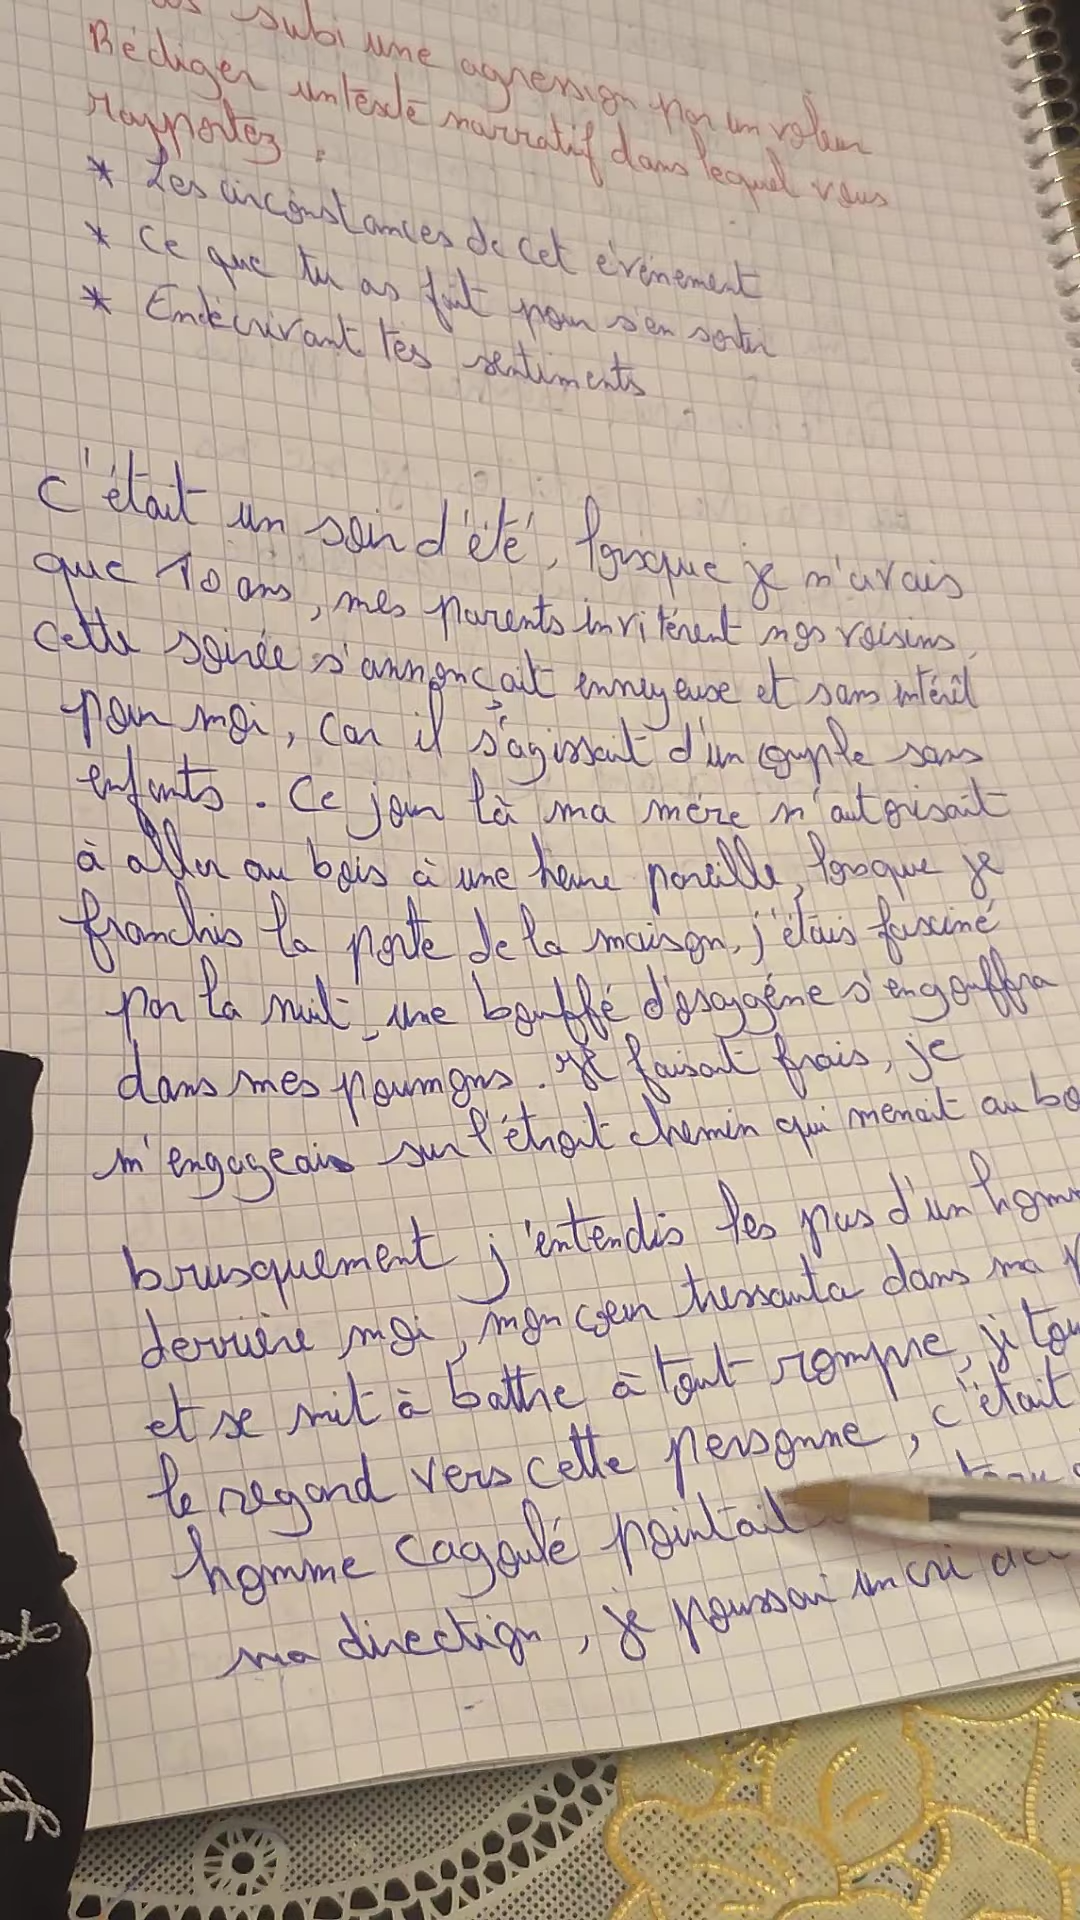 subi une agression par un voleur
Rédiger un texte narratif dans lequel vous
rapportez :
* Les circonstances de cet événement
* Ce que tu as fait pour s'en sortir
* En décrivant tes sentiments
C'était un soir d'été, lorsque je n'avais
que 10 ans, mes parents invitérent nos voisins,
cette soirée s'annonçait ennuyeuse et sans intérêt
pour moi, car il s'agissait d'un couple sans
enfants. Ce jour là ma mére m'autorisait
à aller au bois à une heure pareille, lorsque je
franchis la porte de la maison, j'étais fasciné
par la nuit, une bouffé d'oxygéne s'engouffra
dans mes poumons. Il faisait frais, je
m'engageais sur l'étroit chemin qui menait au
brusquement j'entendis les pas d'un
derrière moi, mon cœur tressauta dans ma
et se mit à battre à tout rompre, je
le regard vers cette personne, c'était
homme cagoulé pointait
ma direction, je poussai un cri